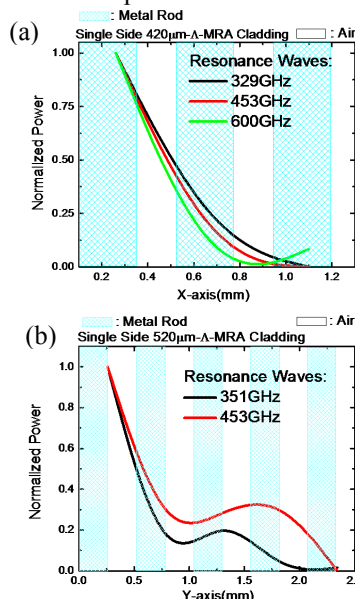 : Metal Rod
(a)
Single Side 420μm-Λ-MRA Cladding : Air
Resonance Waves:
329GHz
453GHz
600GHz
Normalized Power
1.00
0.75
0.50
0.25
0.00
0.2 0.4 0.6 0.8 1.0 1.2
X-axis(mm)
: Metal Rod : Air
(b)
Single Side 520μm-Λ-MRA Cladding
Resonance Waves:
351GHz
453GHz
Normalized Power
1.0
0.8
0.6
0.4
0.2
0.0
0.0 0.5 1.0 1.5 2.0
Y-axis(mm)